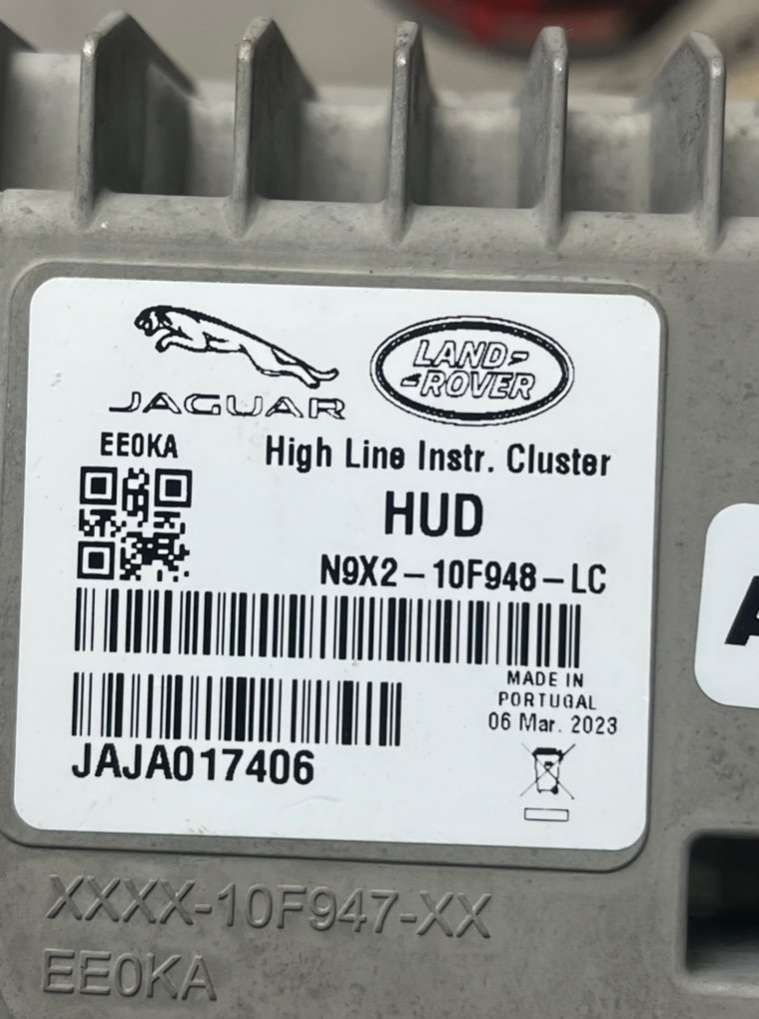 JAGUAR
LAND-
-ROVER
EE0KA
High Line Instr. Cluster
HUD
N9X2-10F948-LC
MADE IN
PORTUGAL
06 Mar. 2023
JAJA017406
A
XXXX-10F947-XX
EE0KA